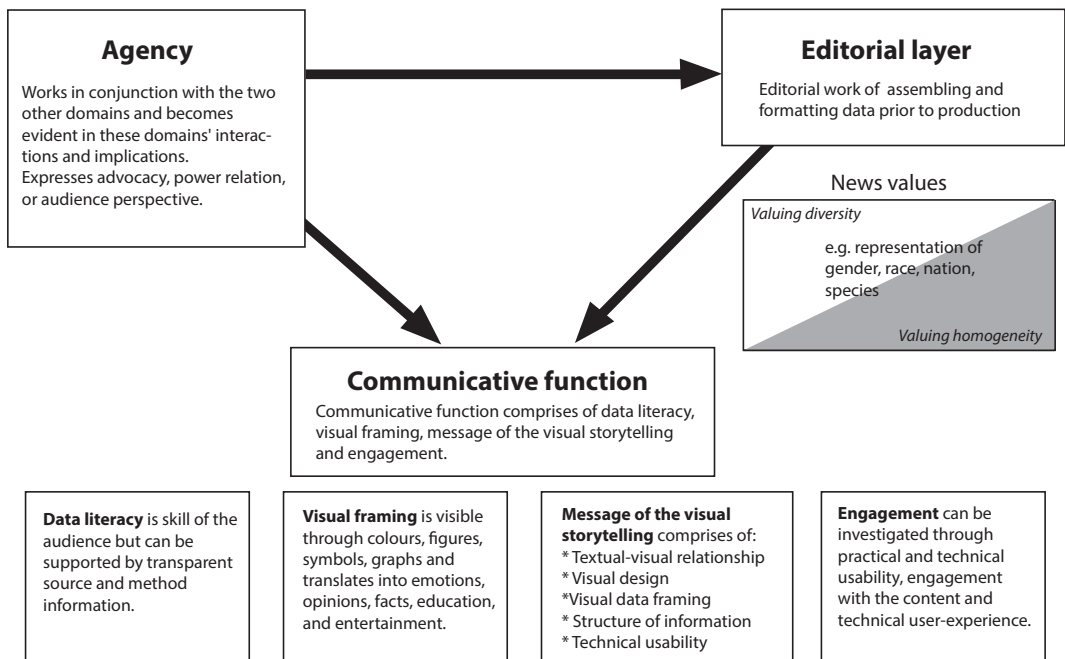 Agency
Works in conjunction with the two
other domains and becomes
evident in these domains' interac-
tions and implications.
Expresses advocacy, power relation,
or audience perspective.
Editorial layer
Editorial work of assembling and
formatting data prior to production
News values
Valuing diversity
e.g. representation of
gender, race, nation,
species
Valuing homogeneity
Communicative function
Communicative function comprises of data literacy,
visual framing, message of the visual storytelling
and engagement.
Data literacy is skill of the
audience but can be
supported by transparent
source and method
information.
Visual framing is visible
through colours, figures,
symbols, graphs and
translates into emotions,
opinions, facts, education,
and entertainment.
Message of the visual
storytelling comprises of:
* Textual-visual relationship
* Visual design
*Visual data framing
* Structure of information
* Technical usability
Engagement can be
investigated through
practical and technical
usability, engagement
with the content and
technical user-experience.